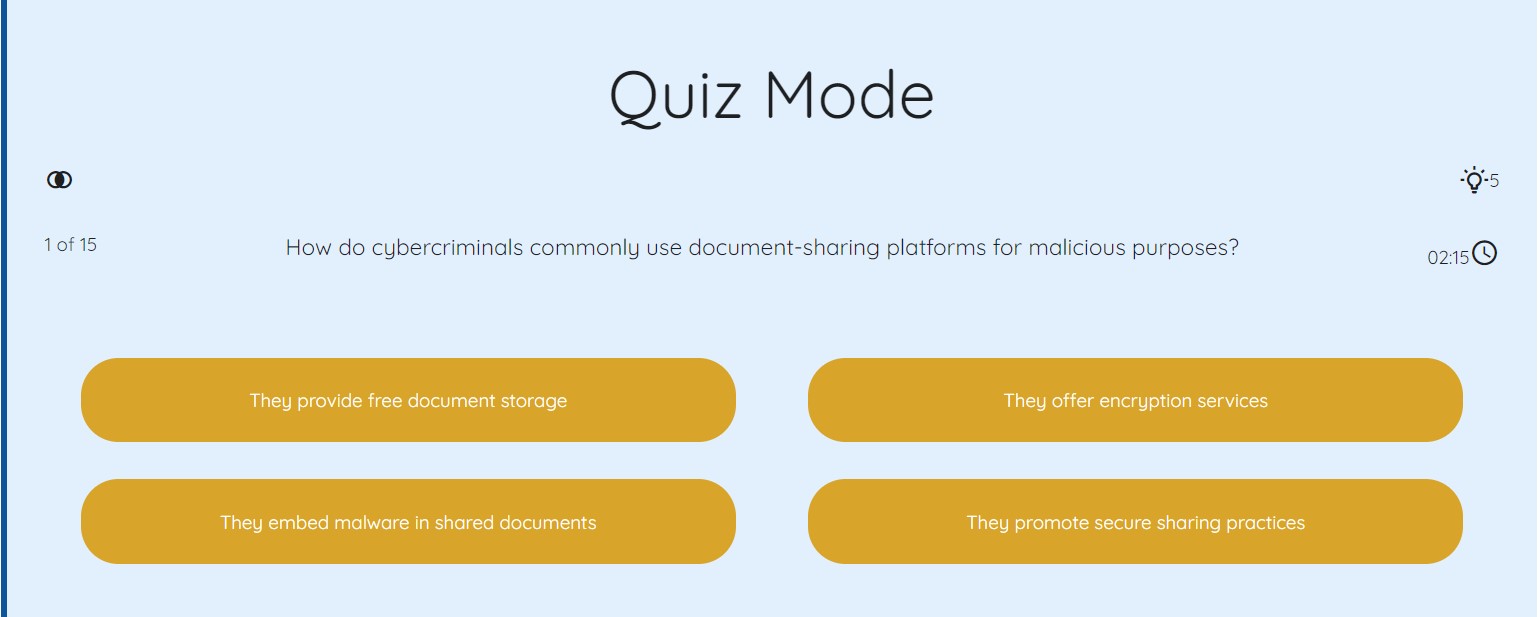 Quiz Mode
5
1 of 15
How do cybercriminals commonly use document-sharing platforms for malicious purposes?
02:15
They provide free document storage
They offer encryption services
They embed malware in shared documents
They promote secure sharing practices